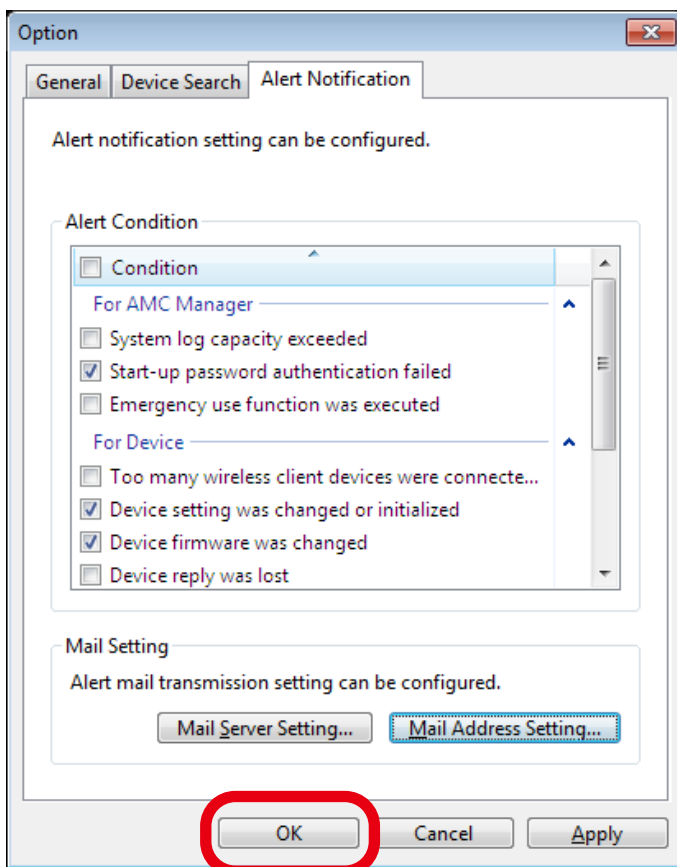 Option
General Device Search Alert Notification
Alert notification setting can be configured.
Alert Condition
Condition
For AMC Manager
System log capacity exceeded
Start-up password authentication failed
Emergency use function was executed
For Device
Too many wireless client devices were connecte...
Device setting was changed or initialized
Device firmware was changed
Device reply was lost
Mail Setting
Alert mail transmission setting can be configured.
Mail Server Setting... Mail Address Setting...
OK Cancel Apply